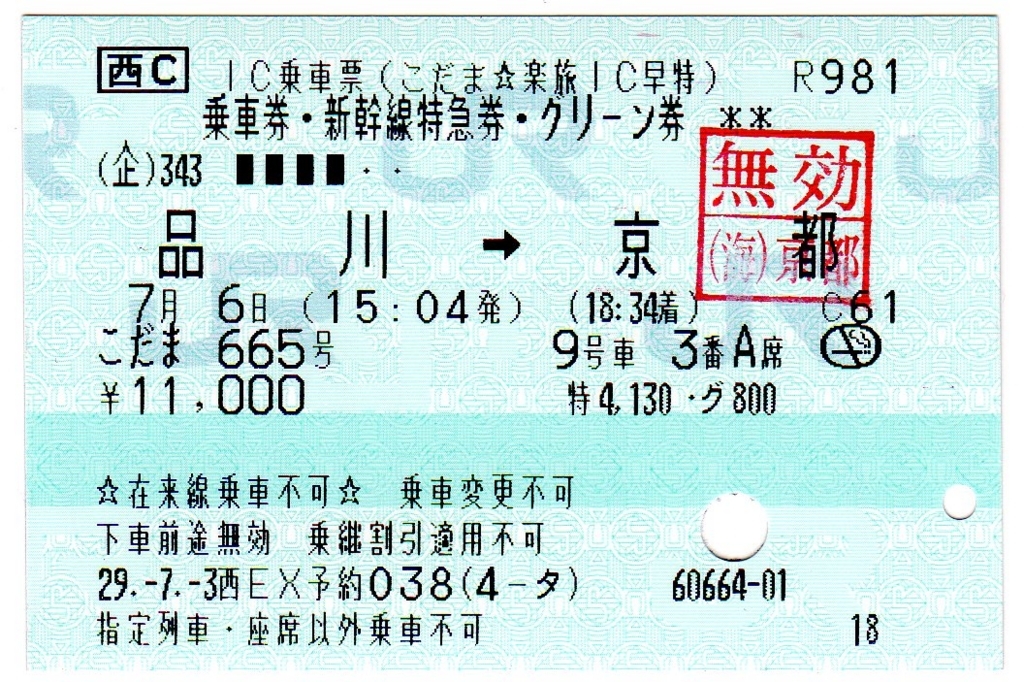 西C IC乗車票(こだま☆楽旅IC早特) R981
乗車券・新幹線特急券・グリーン券 **
(企)343 ■■■■・・
無効
(海)京都
品川→京都
7月 6日 (15:04発) (18:34着) C61
こだま 665号 9号車 3番A席
¥11,000 特4,130・グ800
☆在来線乗車不可☆ 乗車変更不可
下車前途無効 乗継割引適用不可
29.-7.-3西EX予約038(4-タ) 60664-01
指定列車・座席以外乗車不可 18